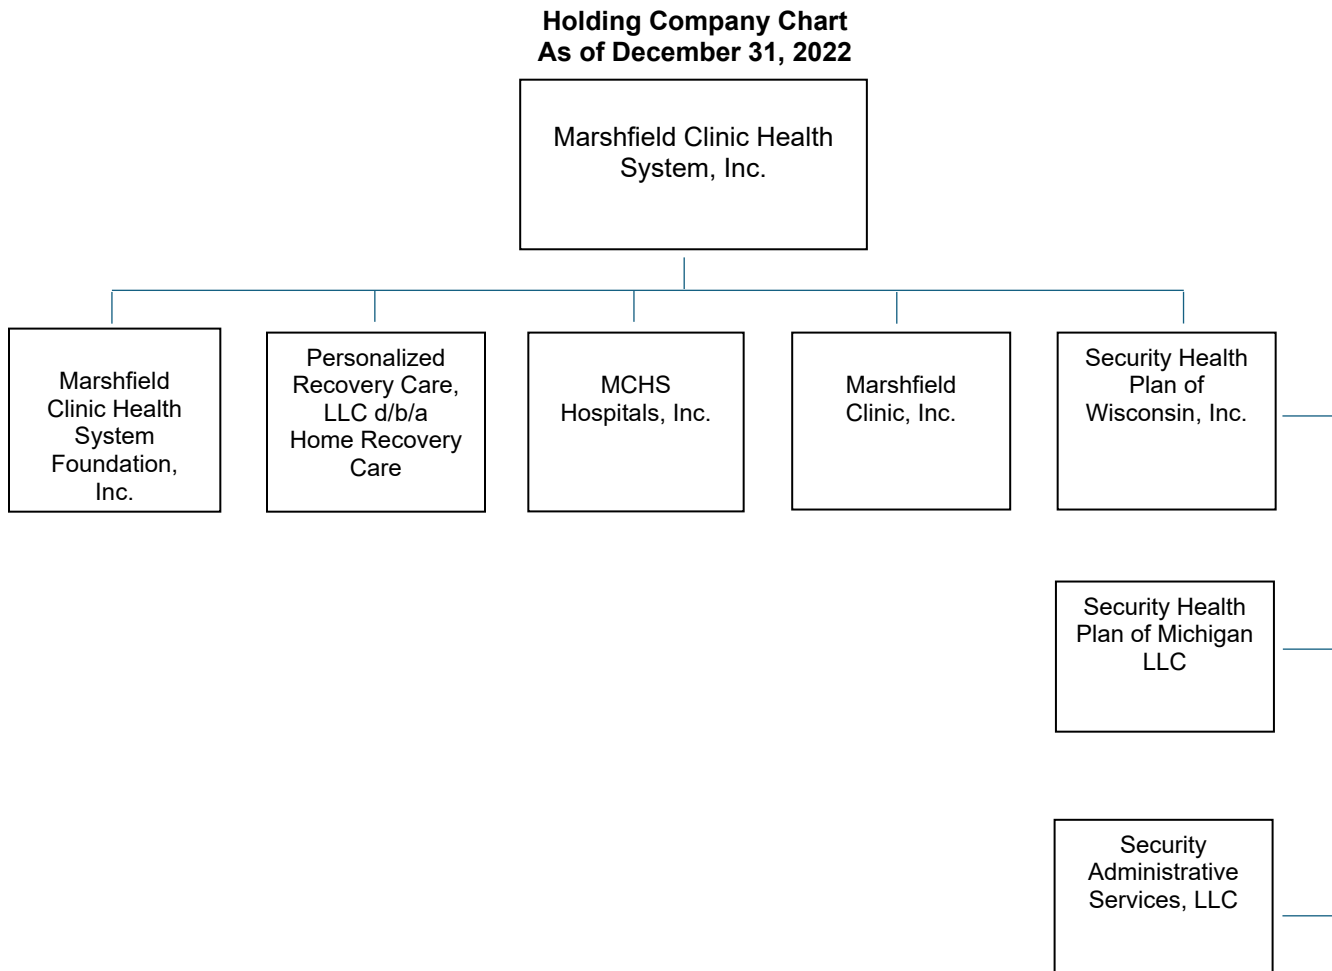 Holding Company Chart
As of December 31, 2022
Marshfield Clinic Health
System, Inc.
Marshfield
Clinic Health
System
Foundation,
Inc.
Personalized
Recovery Care,
LLC d/b/a
Home Recovery
Care
MCHS
Hospitals, Inc.
Marshfield
Clinic, Inc.
Security Health
Plan of
Wisconsin, Inc.
Security Health
Plan of Michigan
LLC
Security
Administrative
Services, LLC